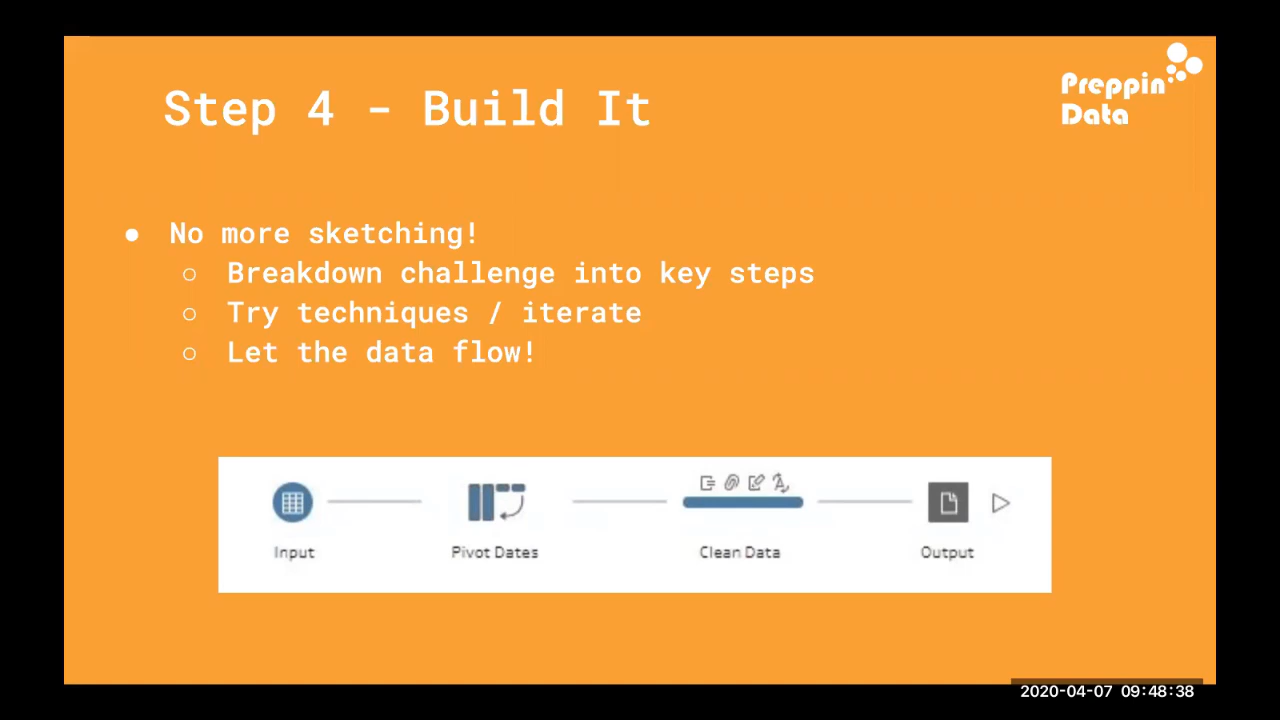 Preppin
Data
Step 4 - Build It
● No more sketching!
○ Breakdown challenge into key steps
○ Try techniques / iterate
○ Let the data flow!
Input
Pivot Dates
Clean Data
Output
2020-04-07 09:48:38